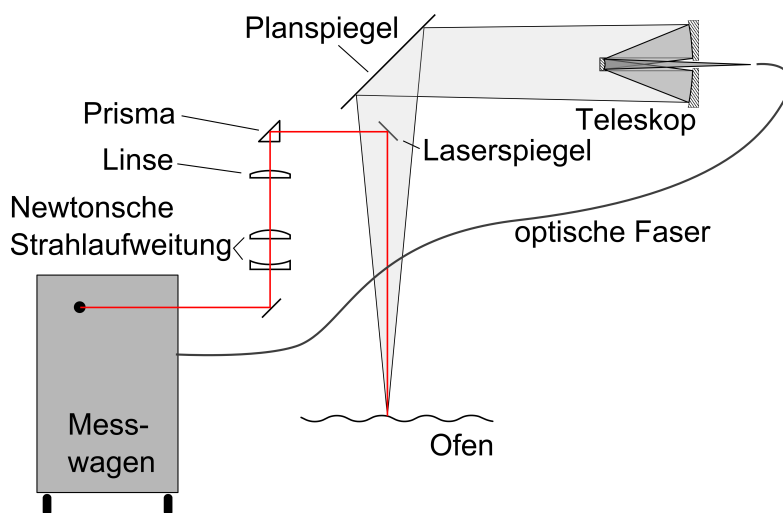 Planspiegel
Prisma
Teleskop
Laserspiegel
Linse
Newtonsche
Strahlaufweitung
optische Faser
Mess-
wagen
Ofen